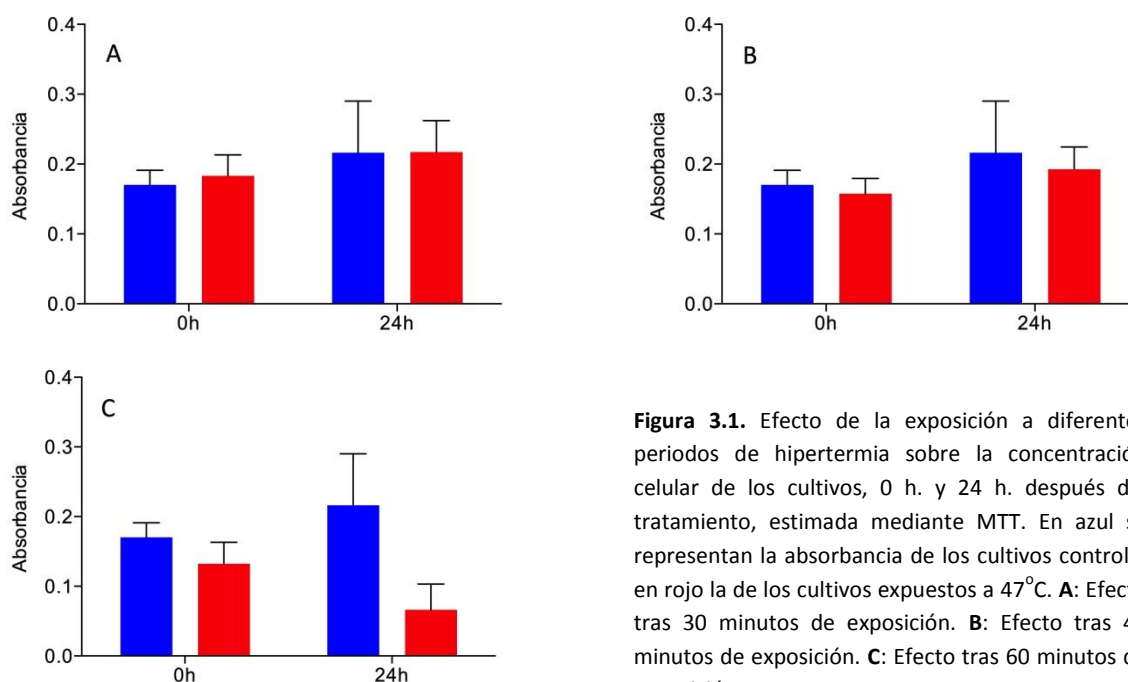 0.4
A
0.3
Absorbancia
0.2
0.1
0.0
0h 24h
0.4
B
0.3
Absorbancia
0.2
0.1
0.0
0h 24h
0.4
C
0.3
Absorbancia
0.2
0.1
0.0
0h 24h
Figura 3.1. Efecto de la exposición a diferent
periodos de hipertermia sobre la concentració
celular de los cultivos, 0 h. y 24 h. después d
tratamiento, estimada mediante MTT. En azul s
representan la absorbancia de los cultivos control
en rojo la de los cultivos expuestos a 47°C. A: Efect
tras 30 minutos de exposición. B: Efecto tras 4
minutos de exposición. C: Efecto tras 60 minutos d